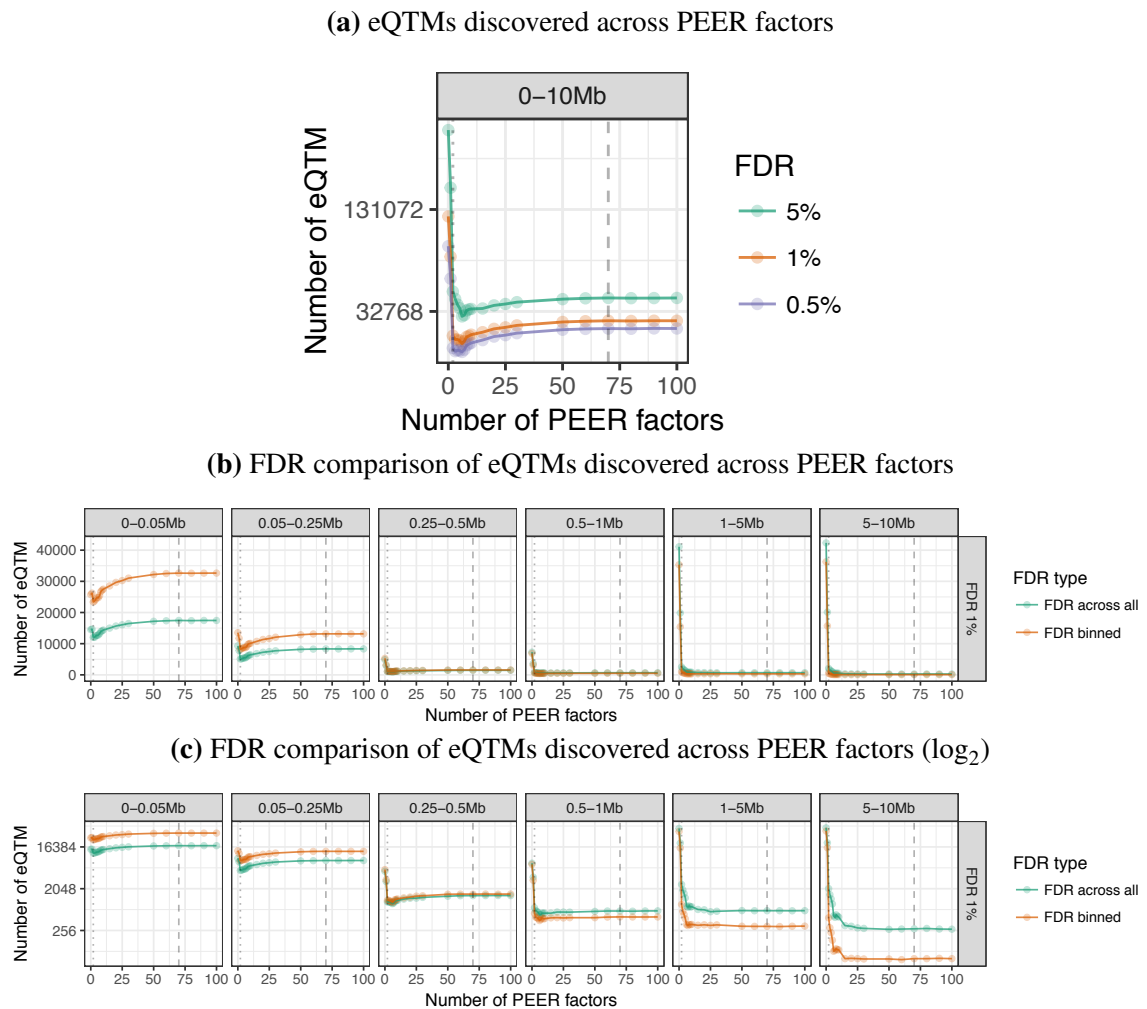 (a) eQTMs discovered across PEER factors
0−10Mb
Number of eQTM
131072
32768
0 25 50 75 100
Number of PEER factors
FDR
5%
1%
0.5%
(b) FDR comparison of eQTMs discovered across PEER factors
0−0.05Mb 0.05−0.25Mb 0.25−0.5Mb 0.5−1Mb 1−5Mb 5−10Mb
Number of eQTM
40000
30000
20000
10000
0
FDR 1%
0 25 50 75 100 0 25 50 75 100 0 25 50 75 100 0 25 50 75 100 0 25 50 75 100 0 25 50 75 100
Number of PEER factors
FDR type
FDR across all
FDR binned
(c) FDR comparison of eQTMs discovered across PEER factors (log2)
0−0.05Mb 0.05−0.25Mb 0.25−0.5Mb 0.5−1Mb 1−5Mb 5−10Mb
Number of eQTM
16384
2048
256
FDR 1%
0 25 50 75 100 0 25 50 75 100 0 25 50 75 100 0 25 50 75 100 0 25 50 75 100 0 25 50 75 100
Number of PEER factors
FDR type
FDR across all
FDR binned